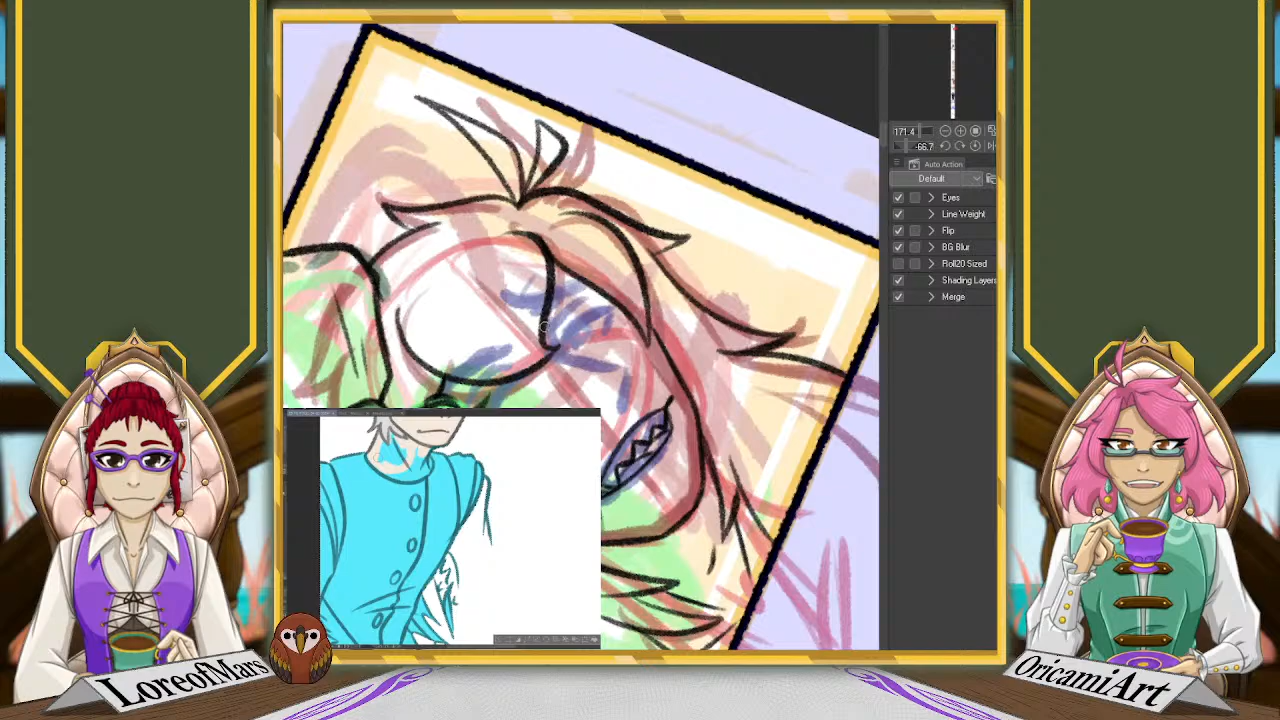 171.4
-66.7
Auto Action
Default
Eyes
Line Weight
Flip
BG Blur
Roll20 Sized
Shading Layers
Merge
LoreofMars
OricamiArt